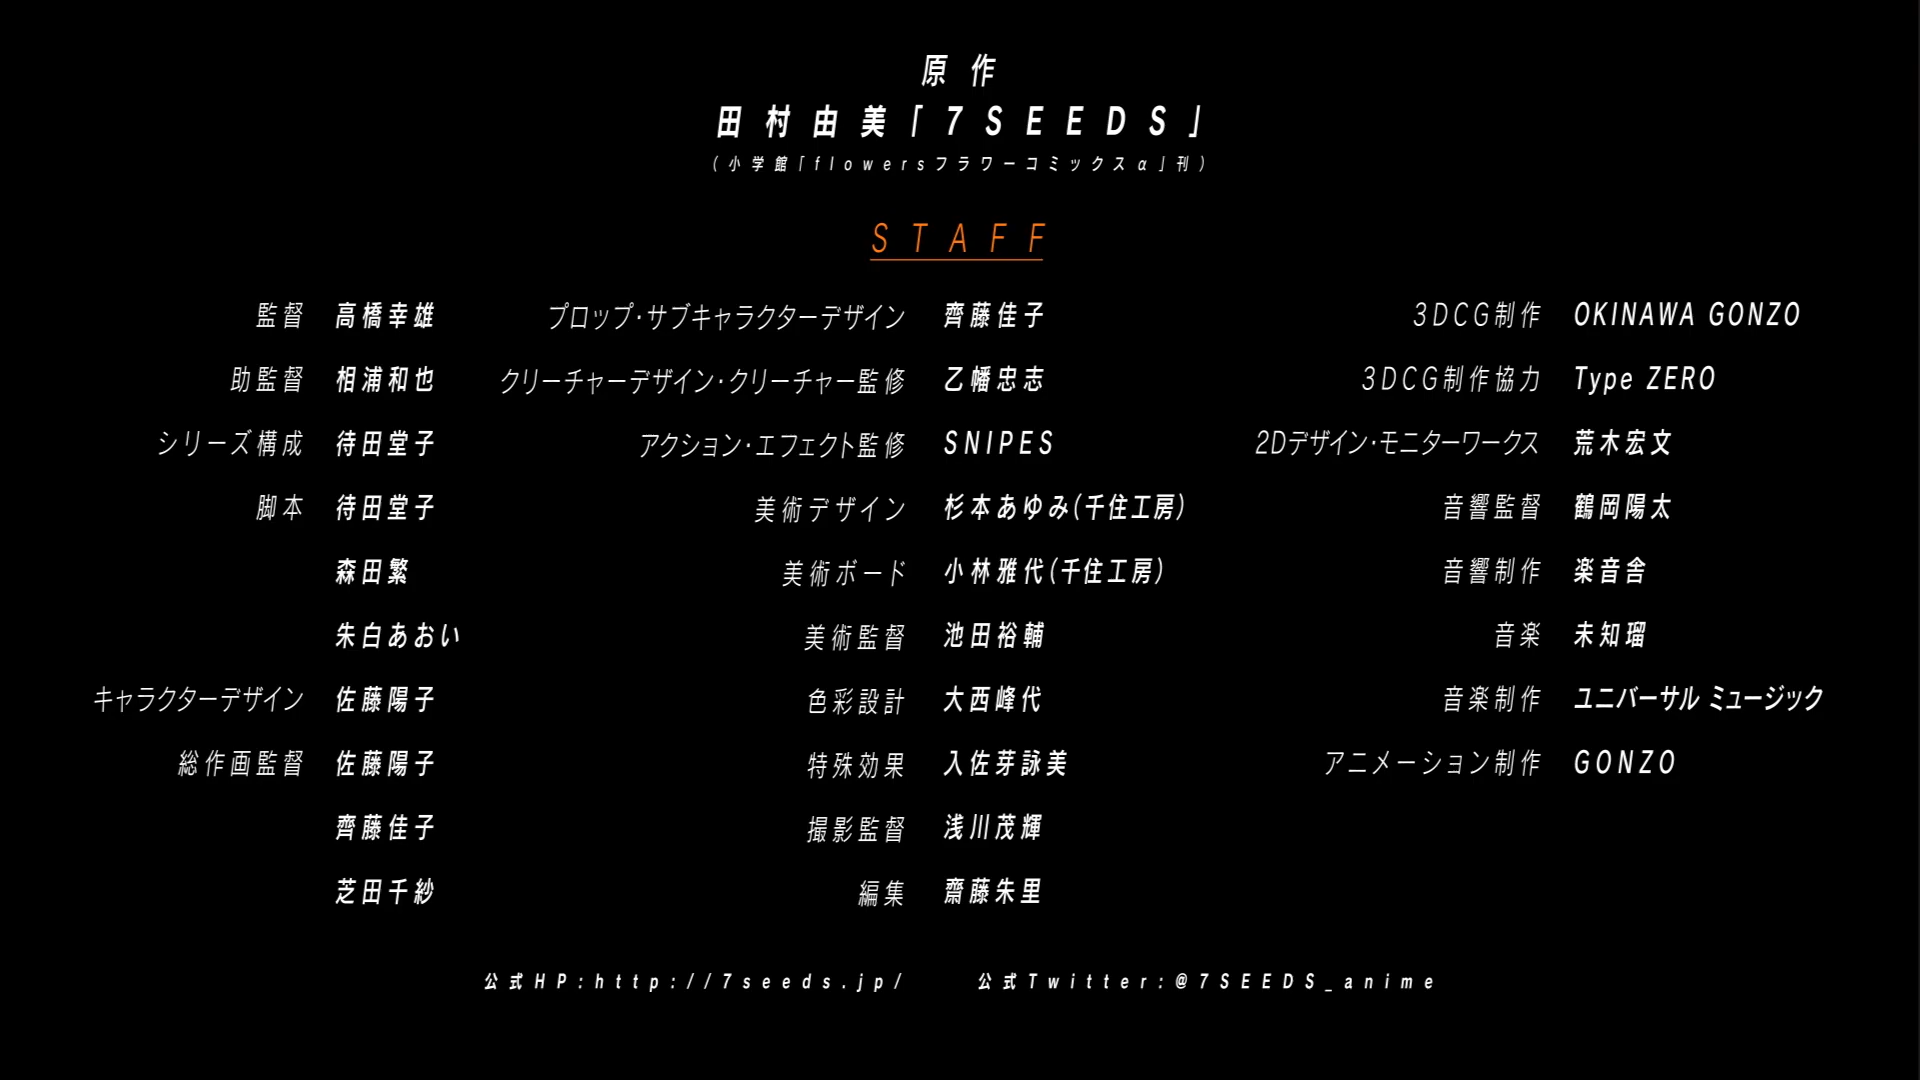 原作
田村由美「7SEEDS」
(小学館「flowersフラワーコミックスα」刊)
STAFF
監督 高橋幸雄
助監督 相浦和也
シリーズ構成 待田堂子
脚本 待田堂子
森田繁
朱白あおい
キャラクターデザイン 佐藤陽子
総作画監督 佐藤陽子
齊藤佳子
芝田千紗
プロップ・サブキャラクターデザイン 齊藤佳子
クリーチャーデザイン・クリーチャー監修 乙幡忠志
アクション・エフェクト監修 SNIPES
美術デザイン 杉本あゆみ(千住工房)
美術ボード 小林雅代(千住工房)
美術監督 池田裕輔
色彩設計 大西峰代
特殊効果 入佐芽詠美
撮影監督 浅川茂輝
編集 齋藤朱里
3DCG制作 OKINAWA GONZO
3DCG制作協力 Type ZERO
2Dデザイン・モニターワークス 荒木宏文
音響監督 鶴岡陽太
音響制作 楽音舎
音楽 未知瑠
音楽制作 ユニバーサル ミュージック
アニメーション制作 GONZO
公式HP:http://7seeds.jp/ 公式Twitter:@7SEEDS_anime